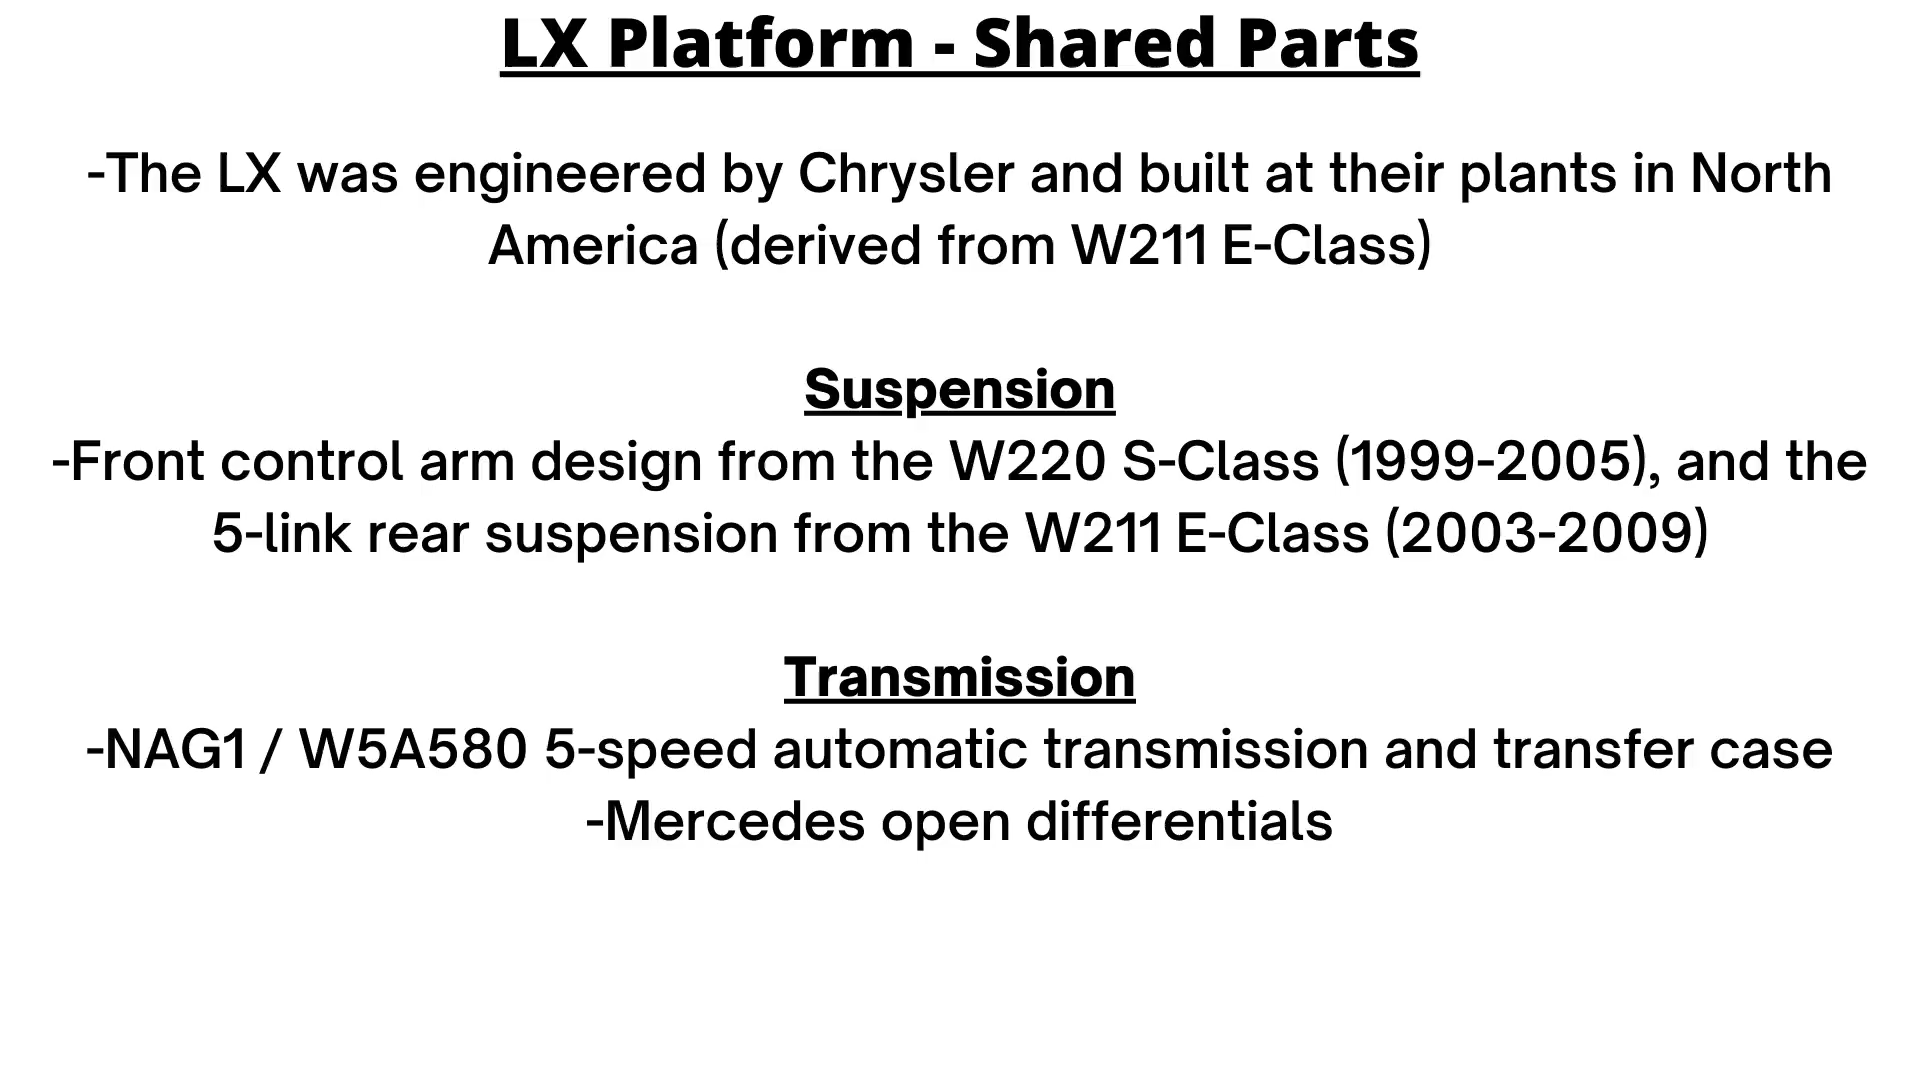 LX Platform - Shared Parts
-The LX was engineered by Chrysler and built at their plants in North
America (derived from W211 E-Class)
Suspension
-Front control arm design from the W220 S-Class (1999-2005), and the
5-link rear suspension from the W211 E-Class (2003-2009)
Transmission
-NAG1 / W5A580 5-speed automatic transmission and transfer case
-Mercedes open differentials